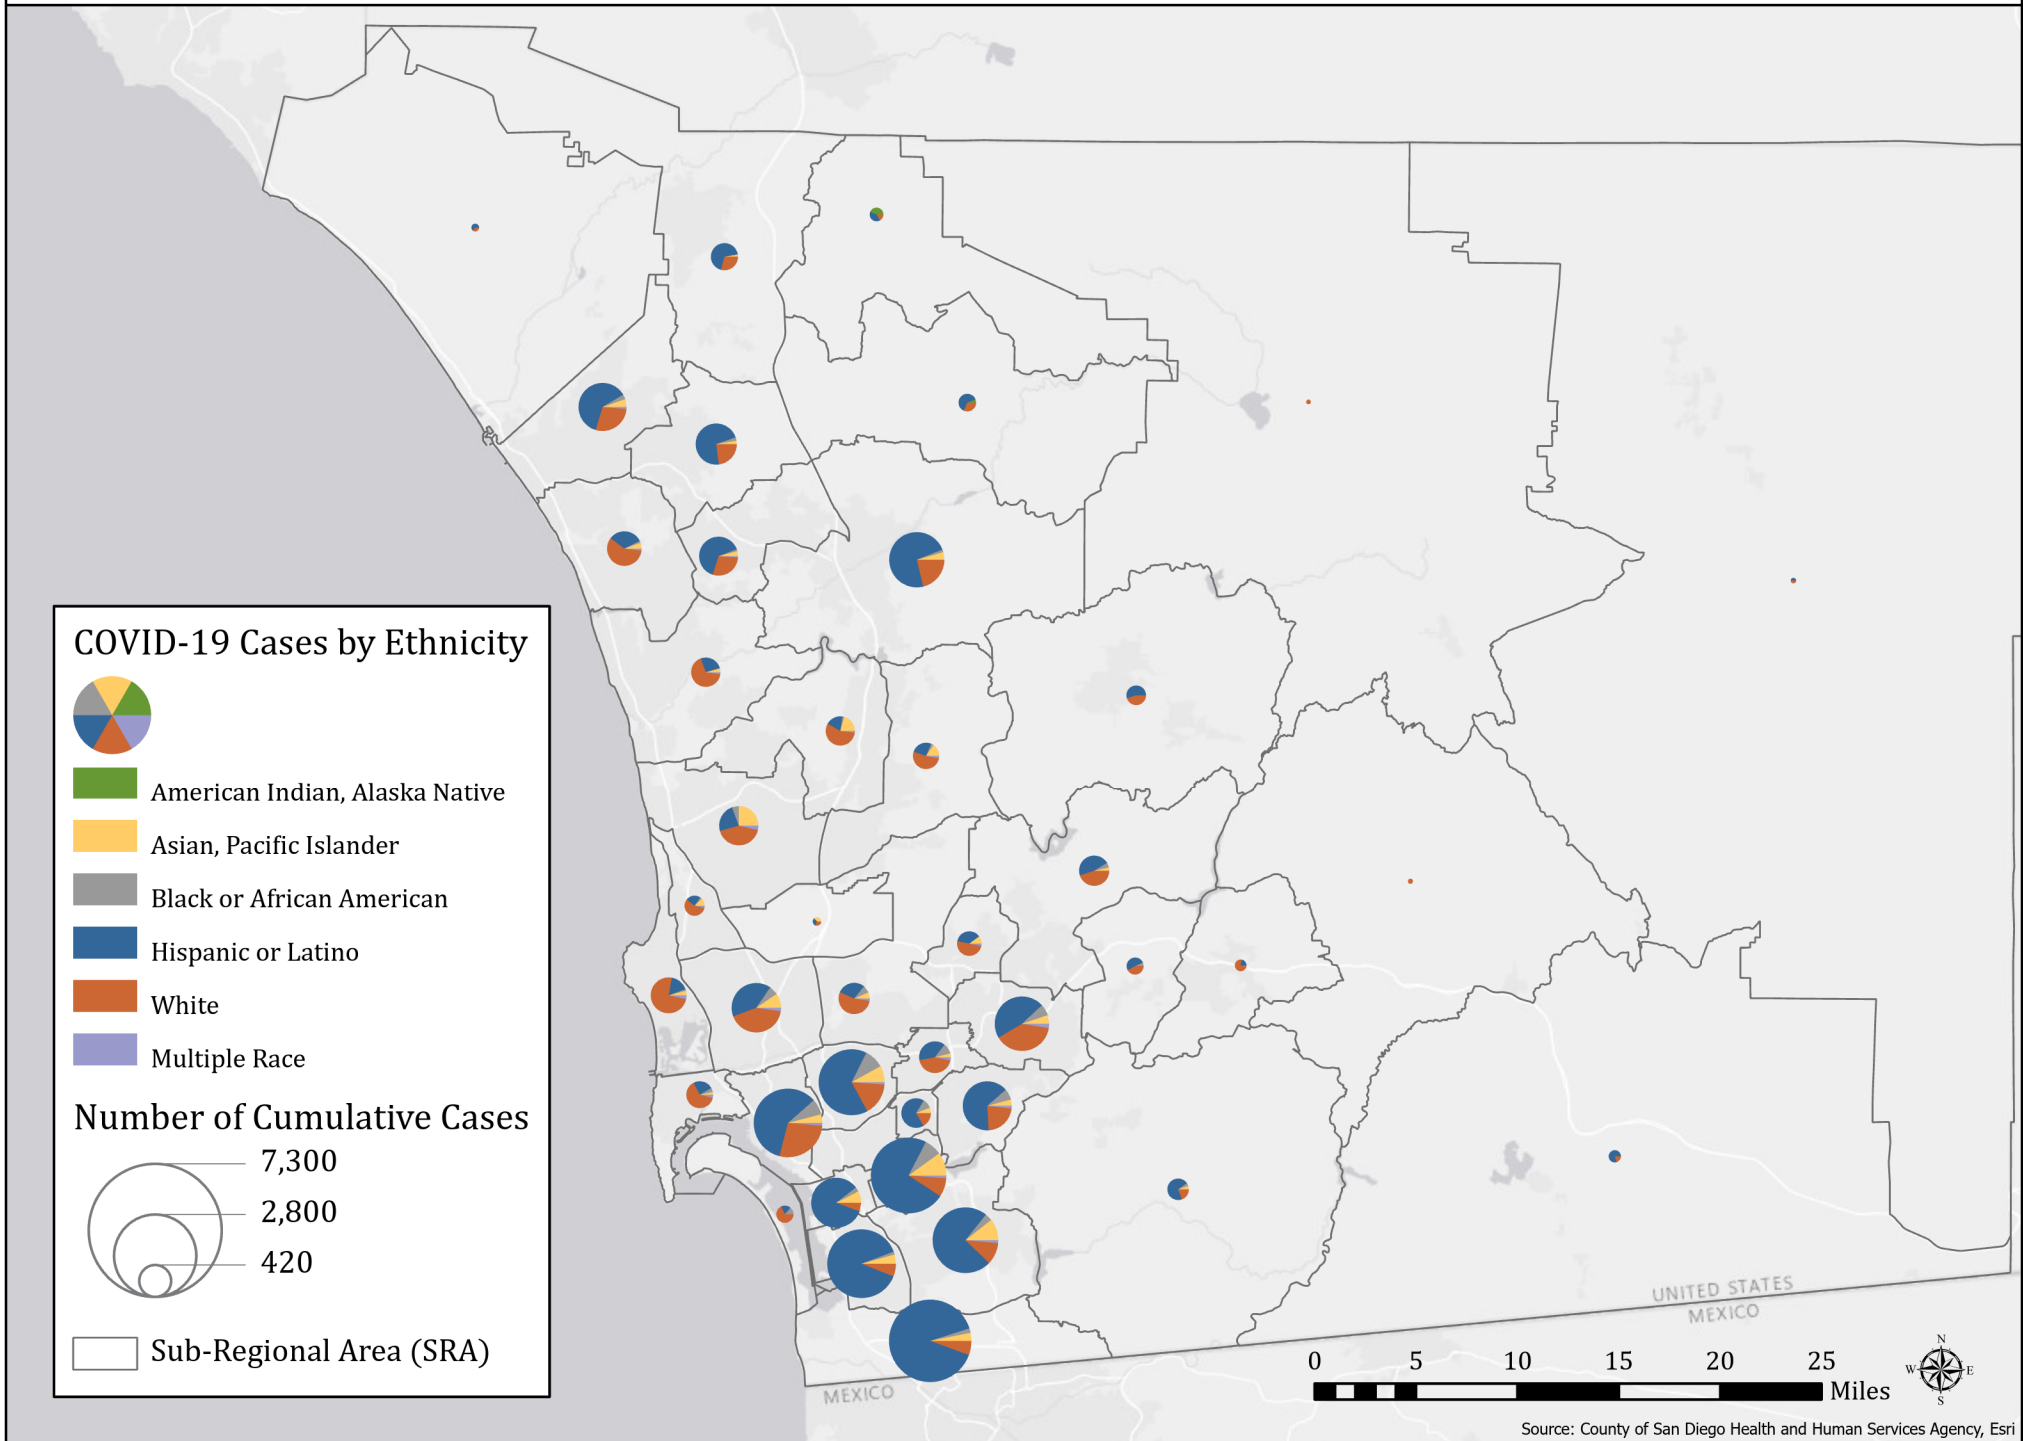 COVID-19 Cases by Ethnicity
American Indian, Alaska Native
Asian, Pacific Islander
Black or African American
Hispanic or Latino
White
Multiple Race
Number of Cumulative Cases
7,300
2,800
420
Sub-Regional Area (SRA)
UNITED STATES
MEXICO
MEXICO
0 5 10 15 20 25
Miles
N
W E
S
Source: County of San Diego Health and Human Services Agency, Esri